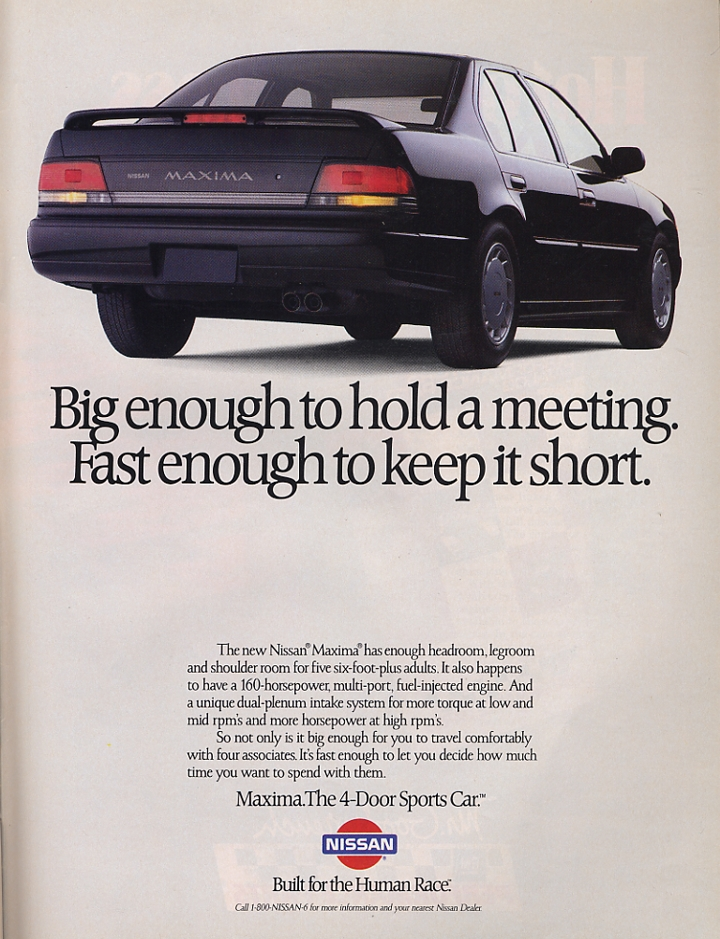 NISSAN MAXIMA
Big enough to hold a meeting.
Fast enough to keep it short.
The new Nissan® Maxima® has enough headroom, legroom
and shoulder room for five six-foot-plus adults. It also happens
to have a 160-horsepower, multi-port, fuel-injected engine. And
a unique dual-plenum intake system for more torque at low and
mid rpm's and more horsepower at high rpm's.
So not only is it big enough for you to travel comfortably
with four associates. It's fast enough to let you decide how much
time you want to spend with them.
Maxima. The 4-Door Sports Car.™
NISSAN®
Built for the Human Race.™
Call 1-800-NISSAN-6 for more information and your nearest Nissan Dealer.